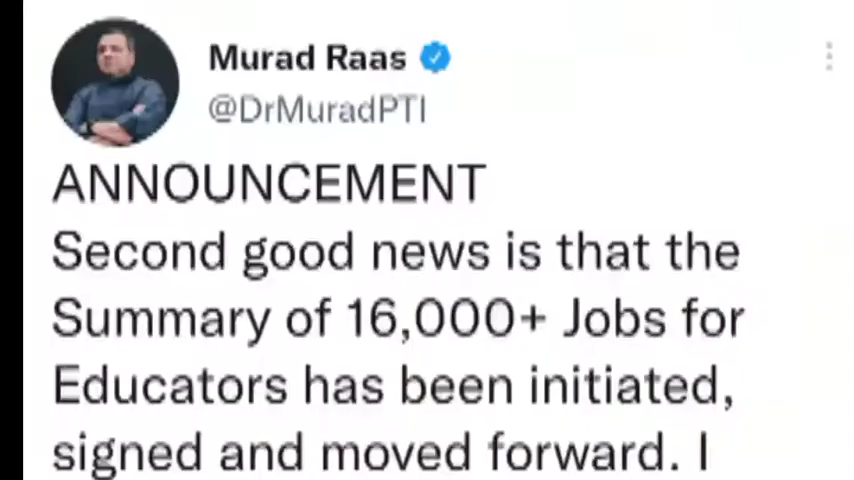 Murad Raas
@DrMuradPTI
ANNOUNCEMENT
Second good news is that the
Summary of 16,000+ Jobs for
Educators has been initiated,
signed and moved forward. I